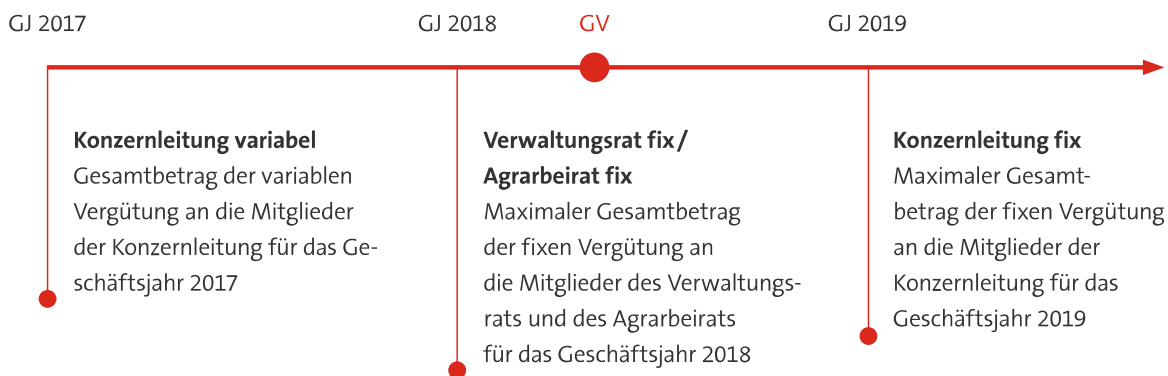 GJ 2017
GJ 2018
GV
GJ 2019
Konzernleitung variabel
Gesamtbetrag der variablen
Vergütung an die Mitglieder
der Konzernleitung für das Ge-
schäftsjahr 2017
Verwaltungsrat fix/
Agrarbeirat fix
Maximaler Gesamtbetrag
der fixen Vergütung an
die Mitglieder des Verwaltungs-
rats und des Agrarbeirats
für das Geschäftsjahr 2018
Konzernleitung fix
Maximaler Gesamt-
betrag der fixen Vergütung
an die Mitglieder der
Konzernleitung für das
Geschäftsjahr 2019